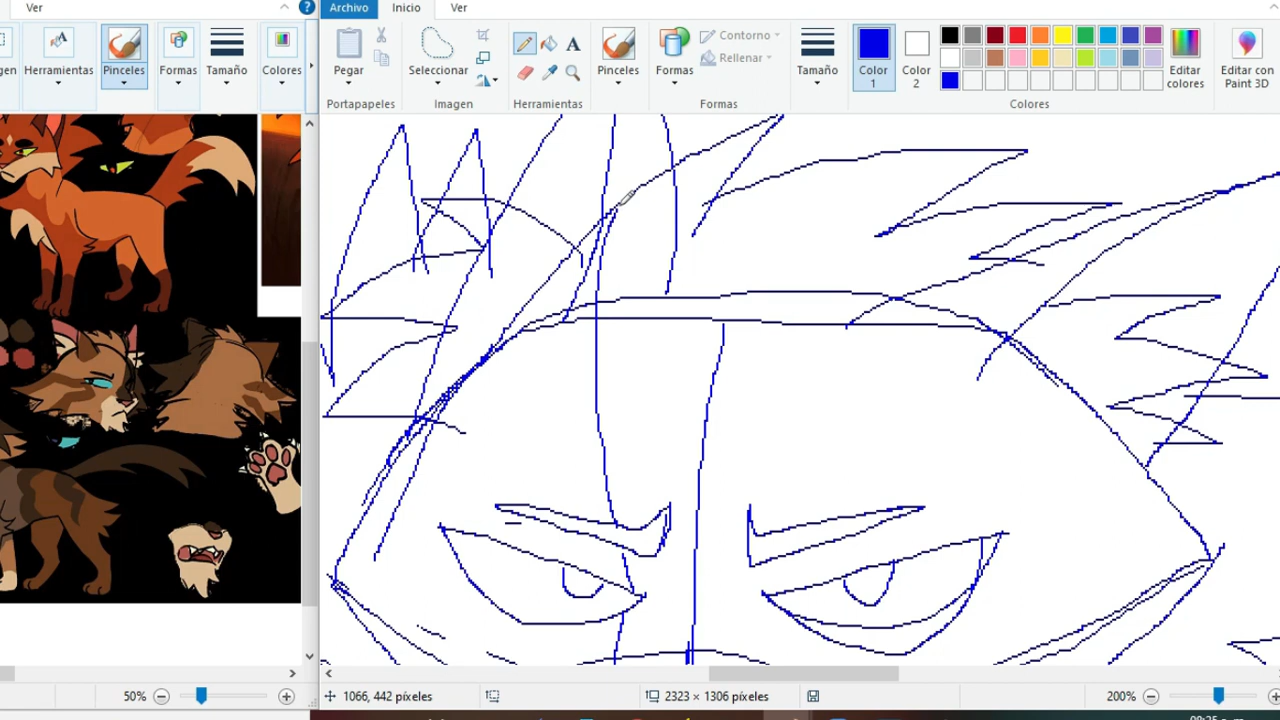 Ver
Herramientas
Pinceles
Formas
Tamaño
Colores
50%
Archivo
Inicio
Ver
Pegar
Portapapeles
Seleccionar
Imagen
Herramientas
Pinceles
Formas
Contorno
Rellenar
Formas
Tamaño
Color
1
Color
2
Editar
colores
Editar con
Paint 3D
Colores
1066, 442 píxeles
2323 × 1306 píxeles
200%